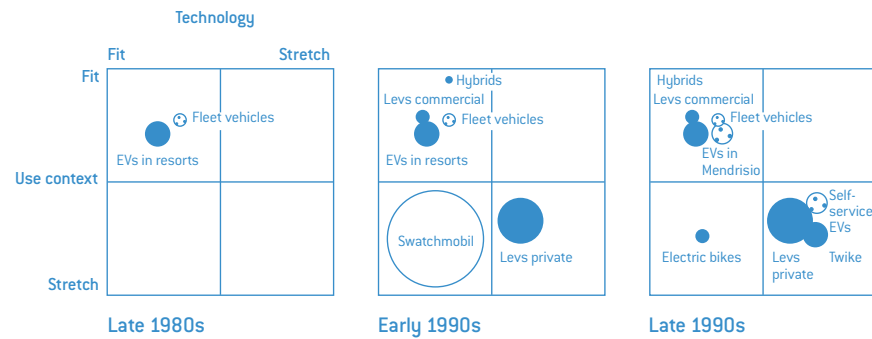 Technology
Fit
Stretch
Fit
Use context
Stretch
Fleet vehicles
EVs in resorts
Late 1980s
Hybrids
Levs commercial
Fleet vehicles
EVs in resorts
Swatchmobil
Levs private
Early 1990s
Hybrids
Levs commercial
Fleet vehicles
EVs in
Mendrisio
Self-
service
EVs
Electric bikes
Levs
private
Twike
Late 1990s